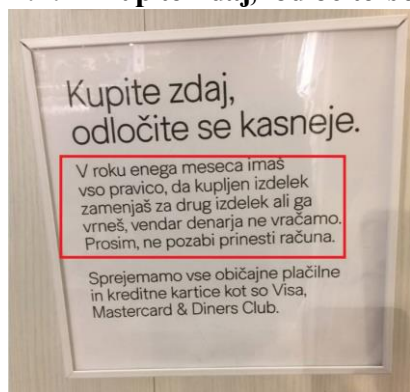 Kupite zdaj,
odločite se kasneje.
V roku enega meseca imaš
vso pravico, da kupljen izdelek
zamenjaš za drug izdelek ali ga
vrneš, vendar denarja ne vračamo.
Prosim, ne pozabi prinesti računa.
Sprejemamo vse običajne plačilne
in kreditne kartice kot so Visa,
Mastercard & Diners Club.